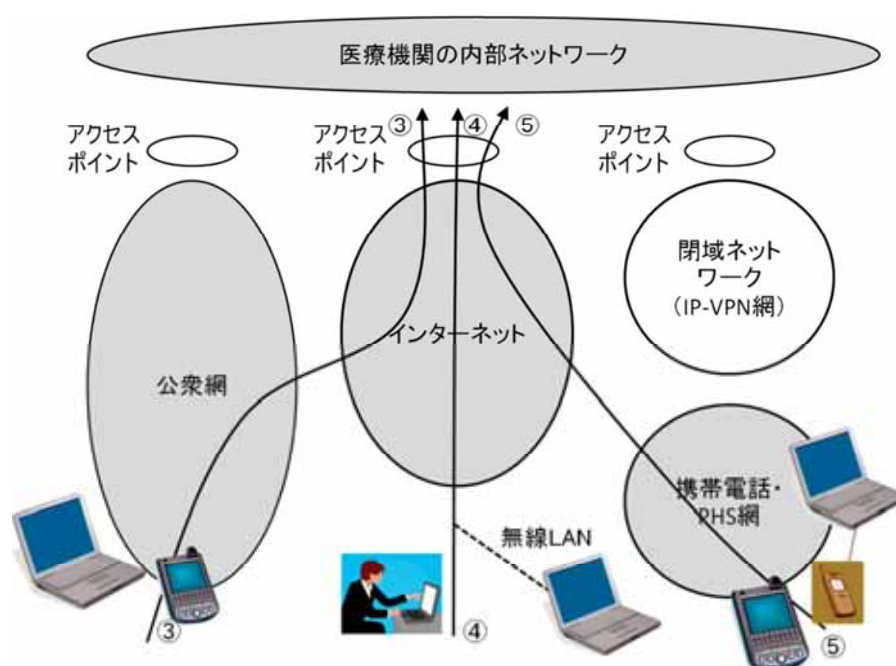 医療機関の内部ネットワーク
③
④
⑤
アクセス
ポイント
アクセス
ポイント
アクセス
ポイント
閉域ネット
ワーク
(IP-VPN網)
インターネット
公衆網
携帯電話・
PHS網
無線LAN
③
④
⑤